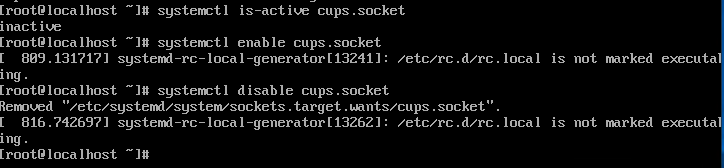 [root@localhost ~]# systemctl is-active cups.socket
inactive
[root@localhost ~]# systemctl enable cups.socket
[  809.131717] systemd-rc-local-generator[13241]: /etc/rc.d/rc.local is not marked executal
ing.
[root@localhost ~]# systemctl disable cups.socket
Removed "/etc/systemd/system/sockets.target.wants/cups.socket".
[  816.742697] systemd-rc-local-generator[13262]: /etc/rc.d/rc.local is not marked executal
ing.
[root@localhost ~]#